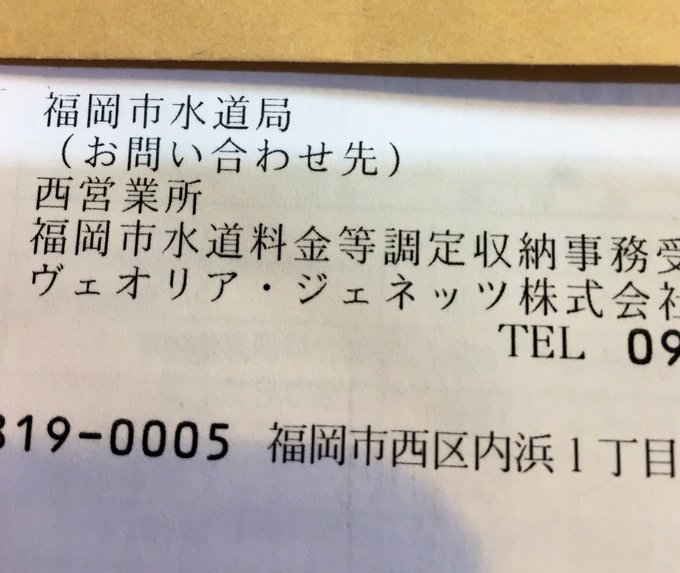 福岡市水道局
（お問い合わせ先）
西営業所
福岡市水道料金等調定収納事務受
ヴェオリア・ジェネッツ株式会社
TEL 09
819-0005 福岡市西区内浜1丁目